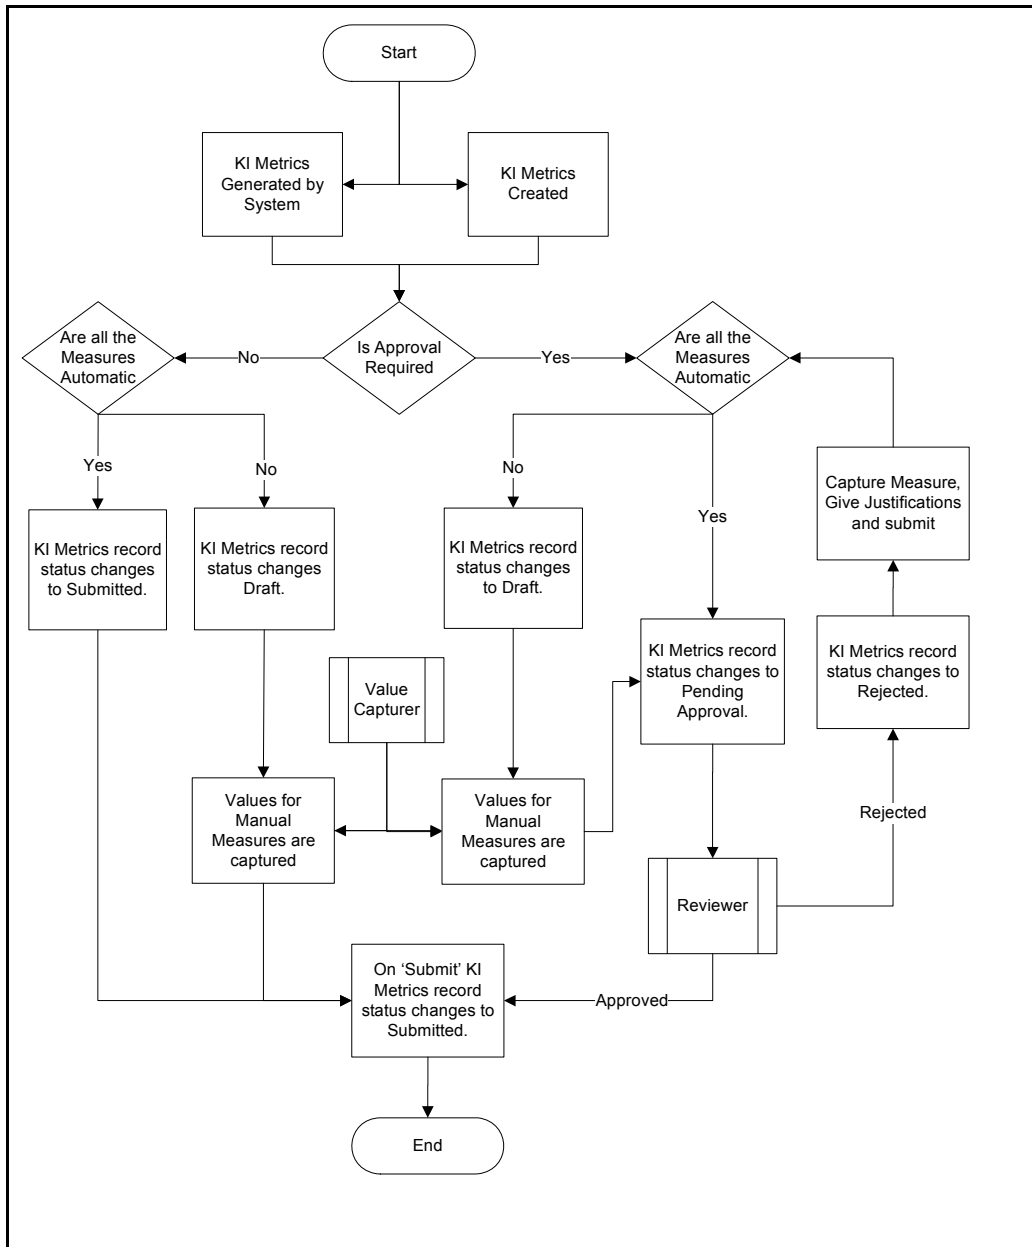 Start
KI Metrics
Generated by
System
KI Metrics
Created
Are all the
Measures
Automatic
No
Is Approval
Required
Yes
Are all the
Measures
Automatic
Yes
No
No
Yes
Capture Measure,
Give Justifications
and submit
KI Metrics record
status changes
to Submitted.
KI Metrics record
status changes
Draft.
KI Metrics record
status changes
to Draft.
KI Metrics record
status changes to
Pending
Approval.
KI Metrics record
status changes to
Rejected.
Value
Capturer
Values for
Manual
Measures are
captured
Values for
Manual
Measures are
captured
Rejected
Reviewer
On ‘Submit’ KI
Metrics record
status changes to
Submitted.
Approved
End